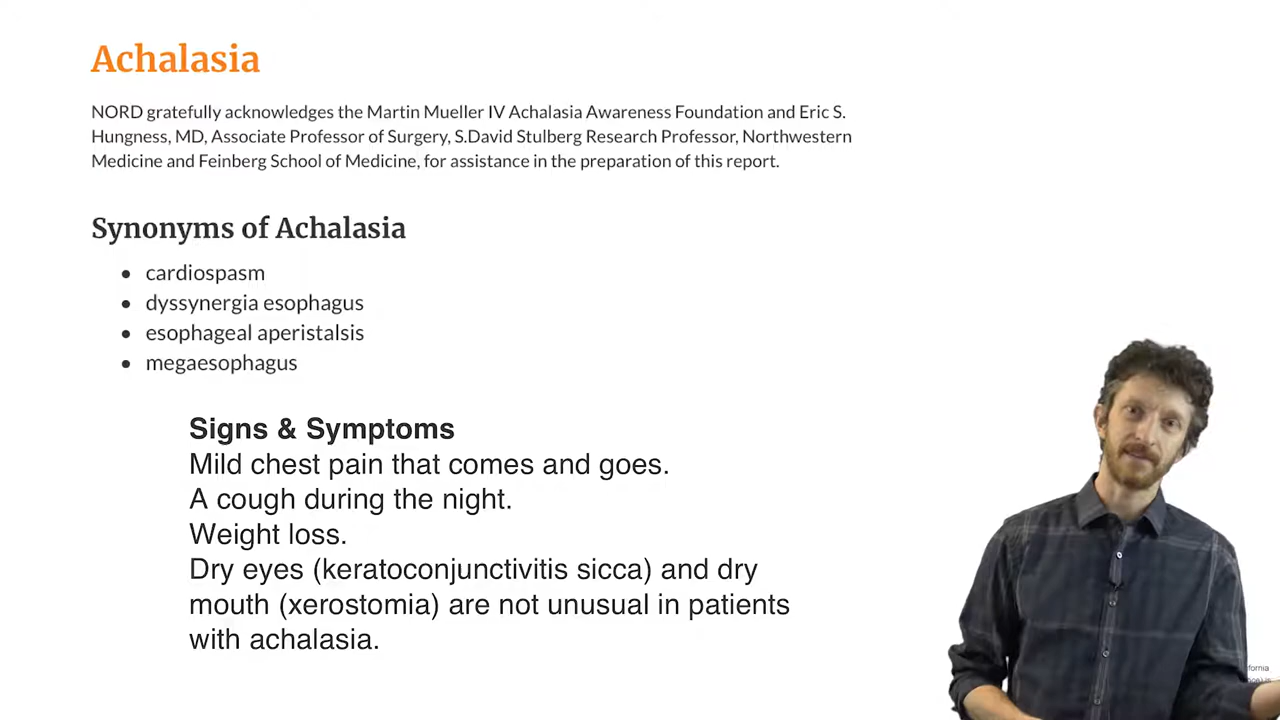 Achalasia
NORD gratefully acknowledges the Martin Mueller IV Achalasia Awareness Foundation and Eric S.
Hungness, MD, Associate Professor of Surgery, S.David Stulberg Research Professor, Northwestern
Medicine and Feinberg School of Medicine, for assistance in the preparation of this report.
Synonyms of Achalasia
• cardiospasm
• dyssynergia esophagus
• esophageal aperistalsis
• megaesophagus
Signs & Symptoms
Mild chest pain that comes and goes.
A cough during the night.
Weight loss.
Dry eyes (keratoconjunctivitis sicca) and dry
mouth (xerostomia) are not unusual in patients
with achalasia.